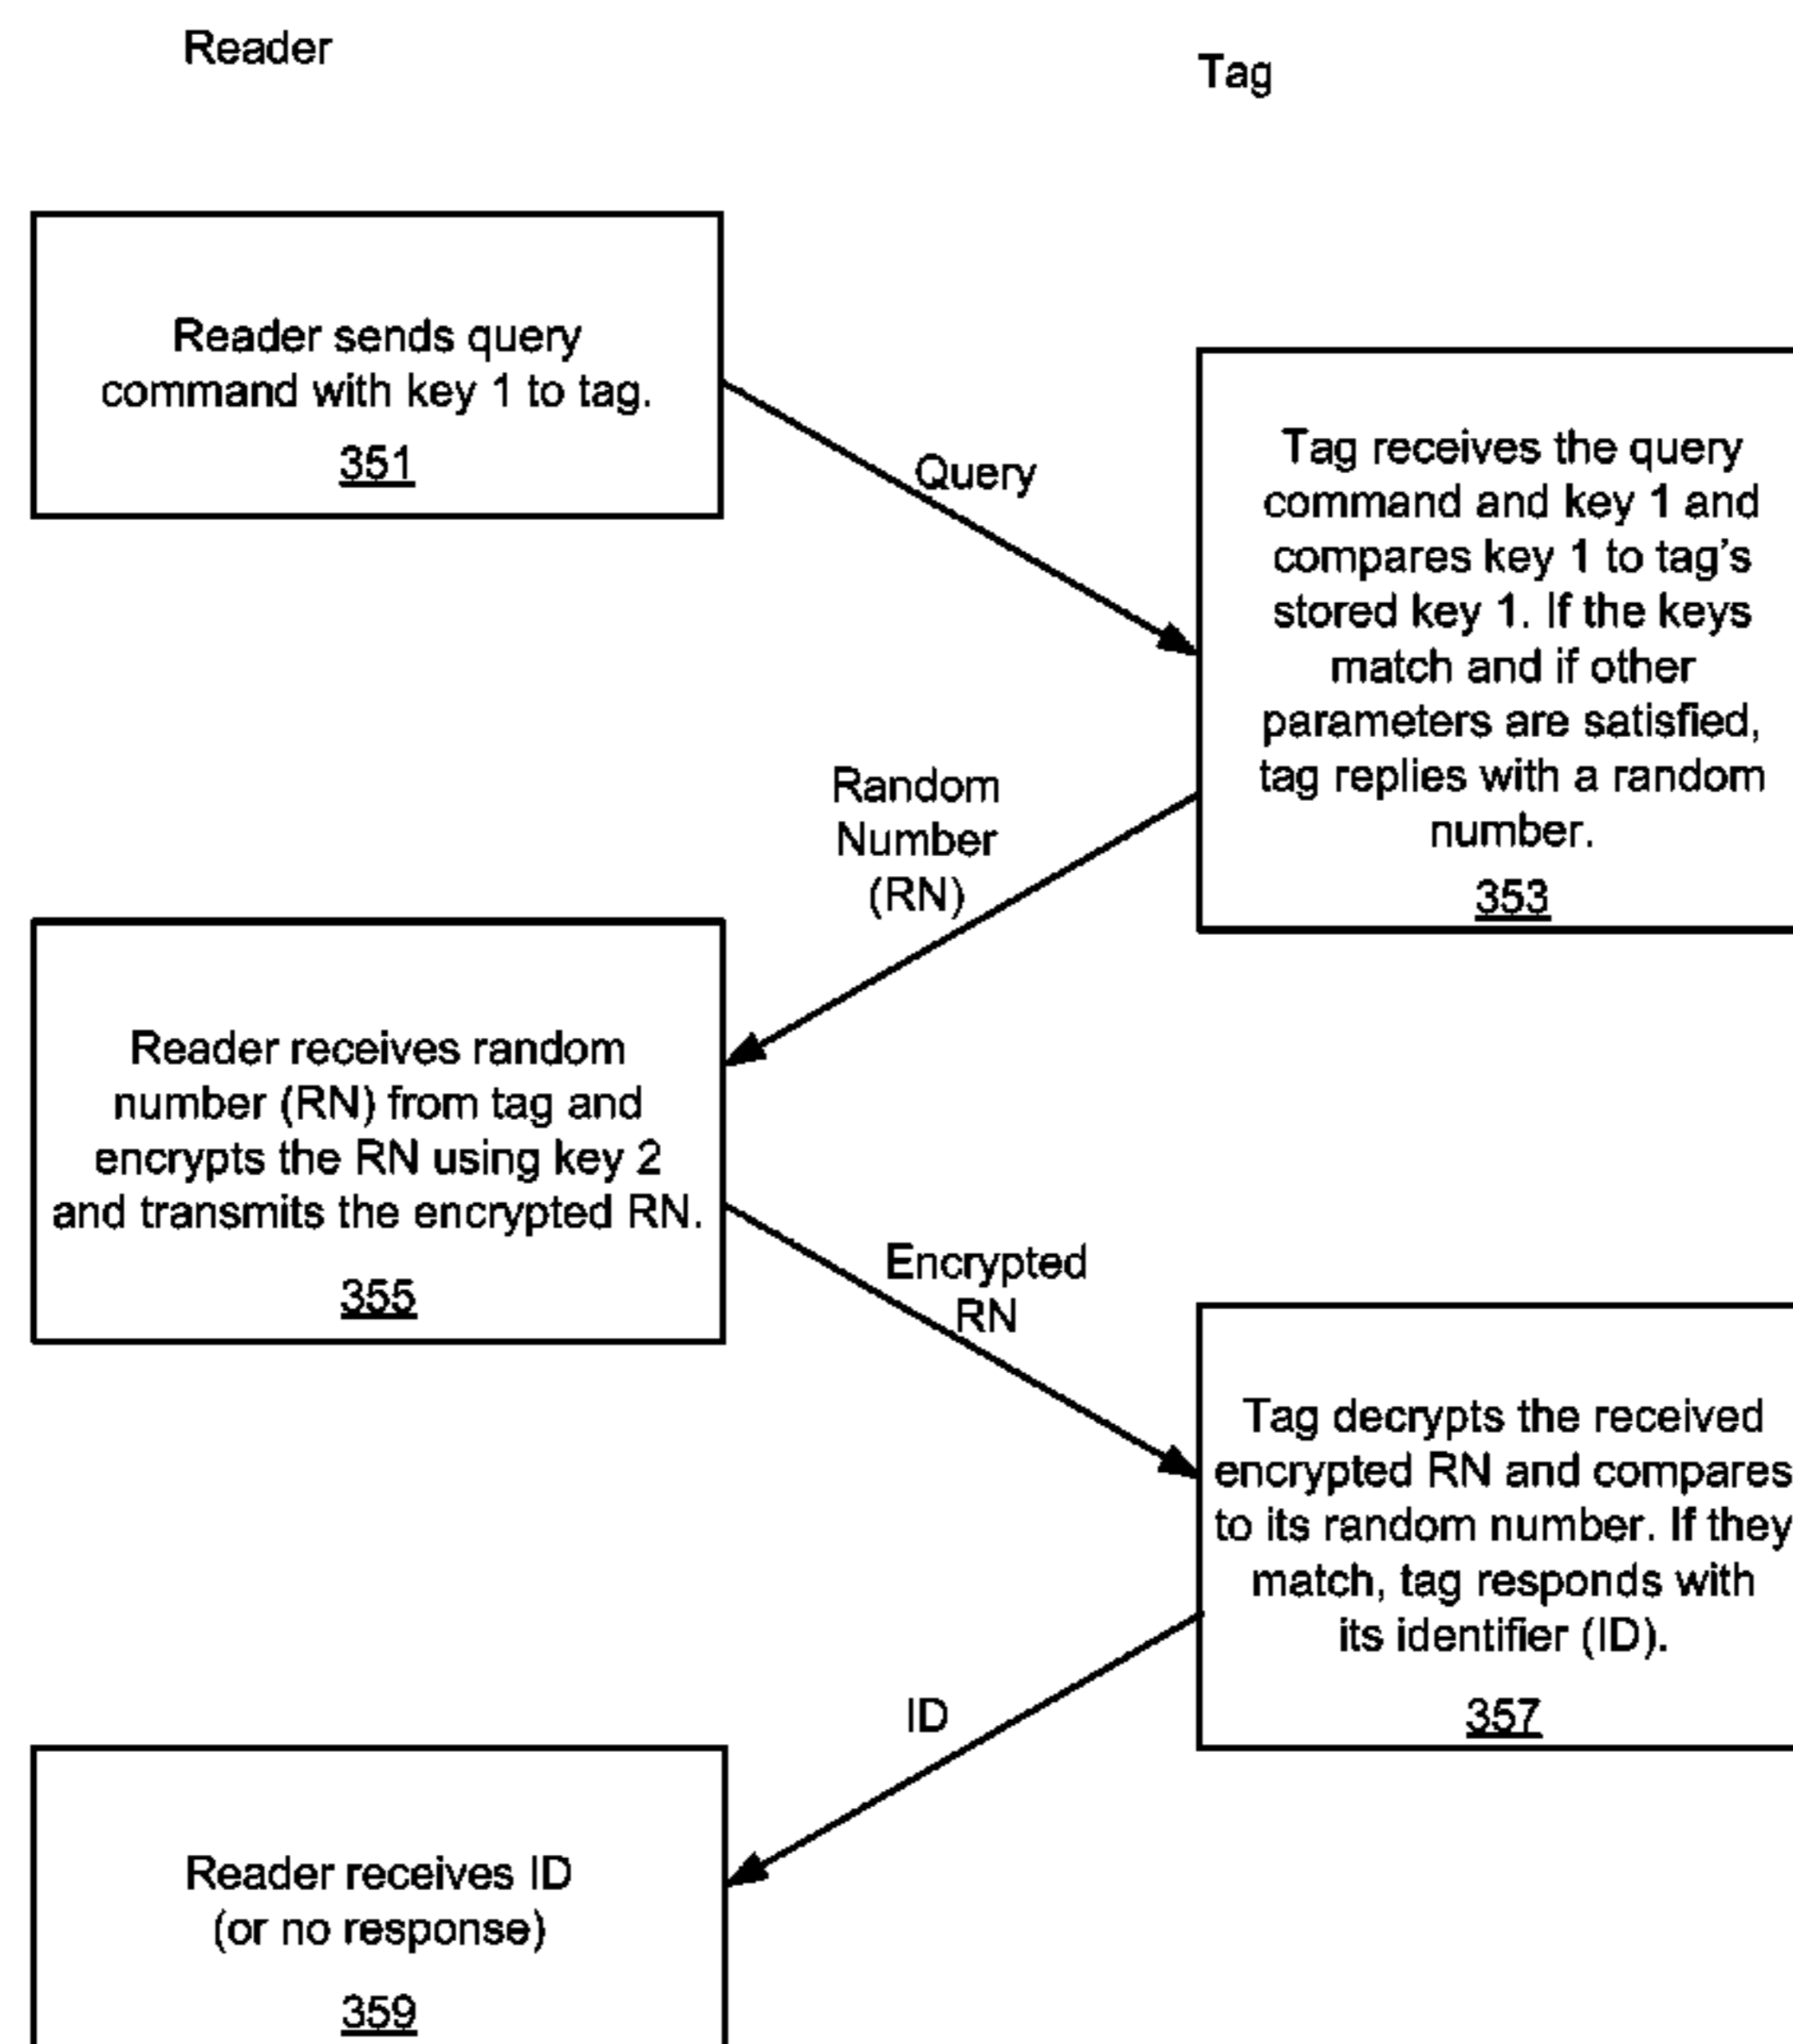 Reader
Tag
Reader sends query
command with key 1 to tag.
351
Query
Tag receives the query
command and key 1 and
compares key 1 to tag's
stored key 1. If the keys
match and if other
parameters are satisfied,
tag replies with a random
number.
353
Random
Number
(RN)
Reader receives random
number (RN) from tag and
encrypts the RN using key 2
and transmits the encrypted RN.
355
Encrypted
RN
Tag decrypts the received
encrypted RN and compares
to its random number. If they
match, tag responds with
its identifier (ID).
357
ID
Reader receives ID
(or no response)
359